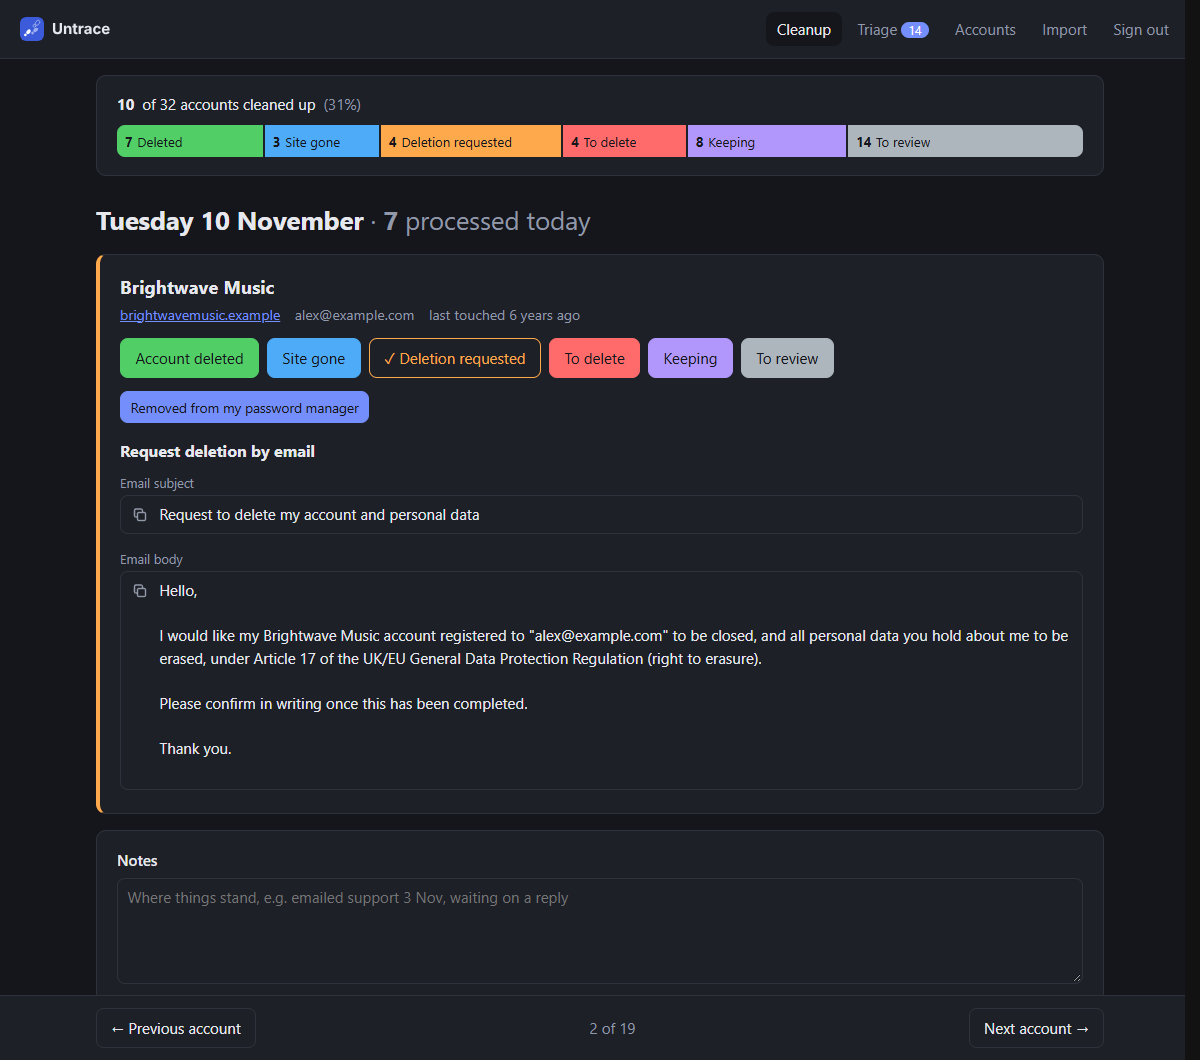 Untrace
Cleanup
Triage 14
Accounts
Import
Sign out
10 of 32 accounts cleaned up (31%)
7 Deleted
3 Site gone
4 Deletion requested
4 To delete
8 Keeping
14 To review
Tuesday 10 November · 7 processed today
Brightwave Music
brightwavemusic.example alex@example.com last touched 6 years ago
Account deleted
Site gone
✓ Deletion requested
To delete
Keeping
To review
Removed from my password manager
Request deletion by email
Email subject
Request to delete my account and personal data
Email body
Hello,
I would like my Brightwave Music account registered to "alex@example.com" to be closed, and all personal data you hold about me to be
erased, under Article 17 of the UK/EU General Data Protection Regulation (right to erasure).
Please confirm in writing once this has been completed.
Thank you.
Notes
Where things stand, e.g. emailed support 3 Nov, waiting on a reply
← Previous account
2 of 19
Next account →